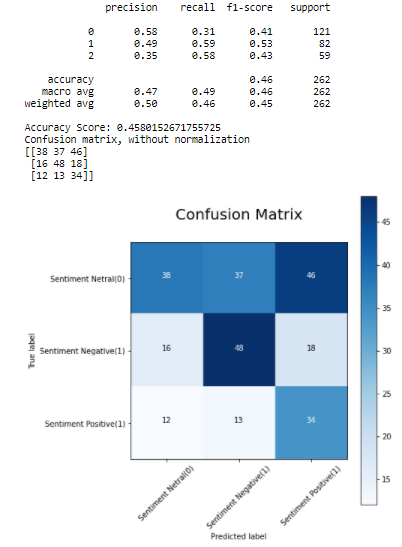 precision recall f1-score support
0 0.58 0.31 0.41 121
1 0.49 0.59 0.53 82
2 0.35 0.58 0.43 59
accuracy 0.46 262
macro avg 0.47 0.49 0.46 262
weighted avg 0.50 0.46 0.45 262
Accuracy Score: 0.4580152671755725
Confusion matrix, without normalization
[[38 37 46]
[16 48 18]
[12 13 34]]
Confusion Matrix
45
40
35
30
25
20
15
True label
Sentiment Netral(0) 38 37 46
Sentiment Negative(1) 16 48 18
Sentiment Positive(1) 12 13 34
Sentiment Netral(0) Sentiment Negative(1) Sentiment Positive(1)
Predicted label